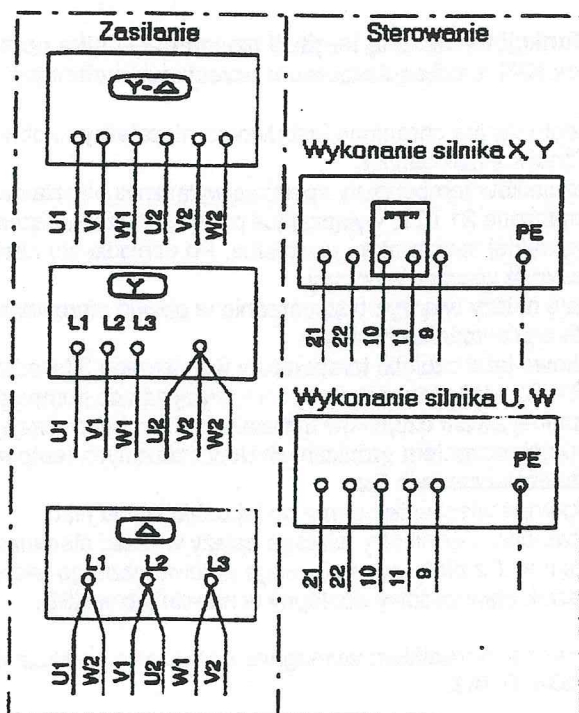 Zasilanie
Y-Δ
U1 V1 W1 U2 V2 W2
Y
L1 L2 L3
U1 V1 W1 U2 V2 W2
Δ
L1 L2 L3
U1 W2 V1 U2 W1 V2
Sterowanie
Wykonanie silnika X, Y
"T"
PE
21 22 10 11 9
Wykonanie silnika U, W
PE
21 22 10 11 9